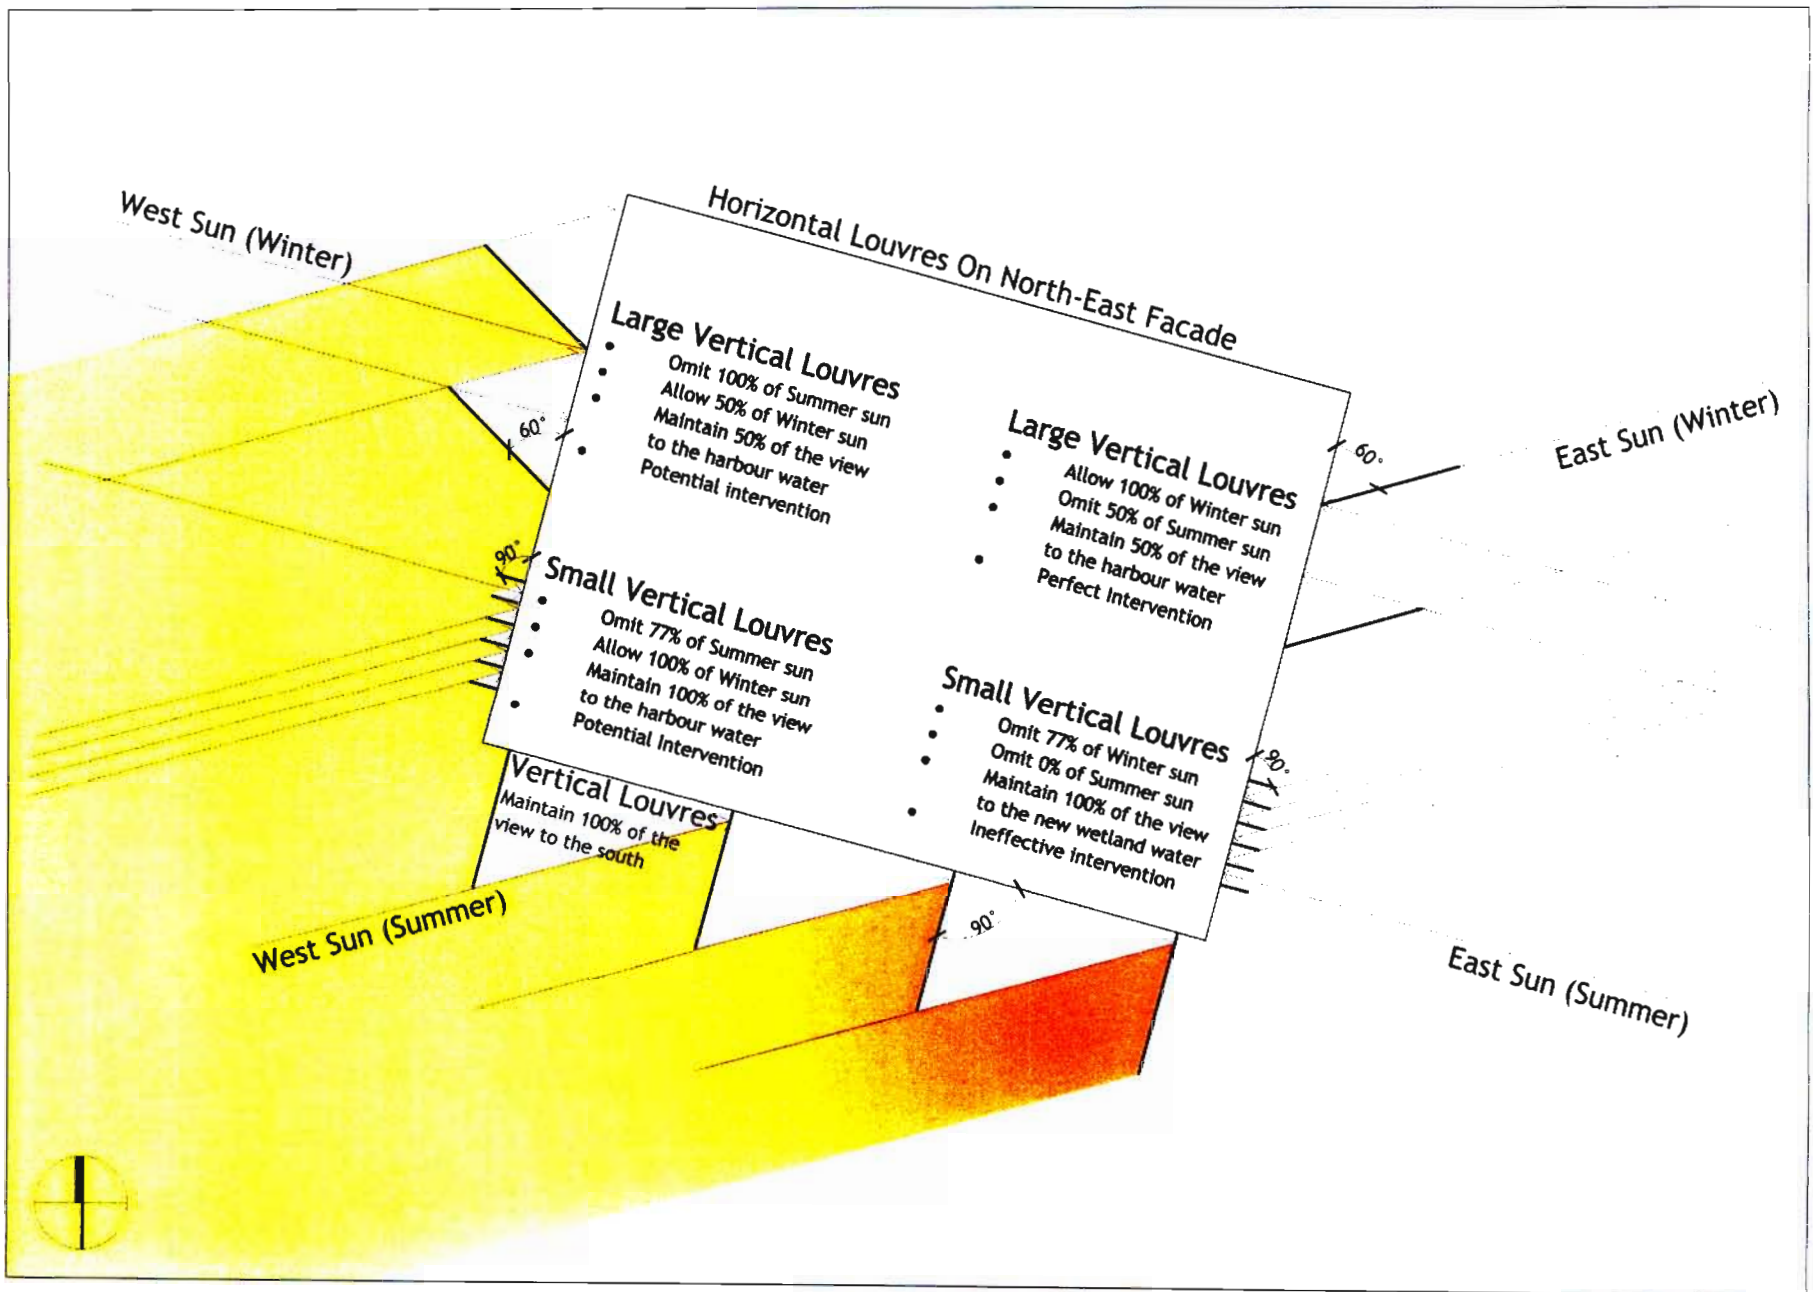 Horizontal Louvres On North-East Facade
West Sun (Winter)
Large Vertical Louvres
• Omit 100% of Summer sun
• Allow 50% of Winter sun
• Maintain 50% of the view
to the harbour water
• Potential intervention
60°
Large Vertical Louvres
• Allow 100% of Winter sun
• Omit 50% of Summer sun
• Maintain 50% of the view
to the harbour water
• Perfect Intervention
60°
East Sun (Winter)
90°
Small Vertical Louvres
• Omit 77% of Summer sun
• Allow 100% of Winter sun
• Maintain 100% of the view
to the harbour water
• Potential Intervention
Small Vertical Louvres
• Omit 77% of Winter sun
• Omit 0% of Summer sun
• Maintain 100% of the view
to the new wetland water
• Ineffective intervention
90°
Vertical Louvres
Maintain 100% of the
view to the south
90°
West Sun (Summer)
East Sun (Summer)